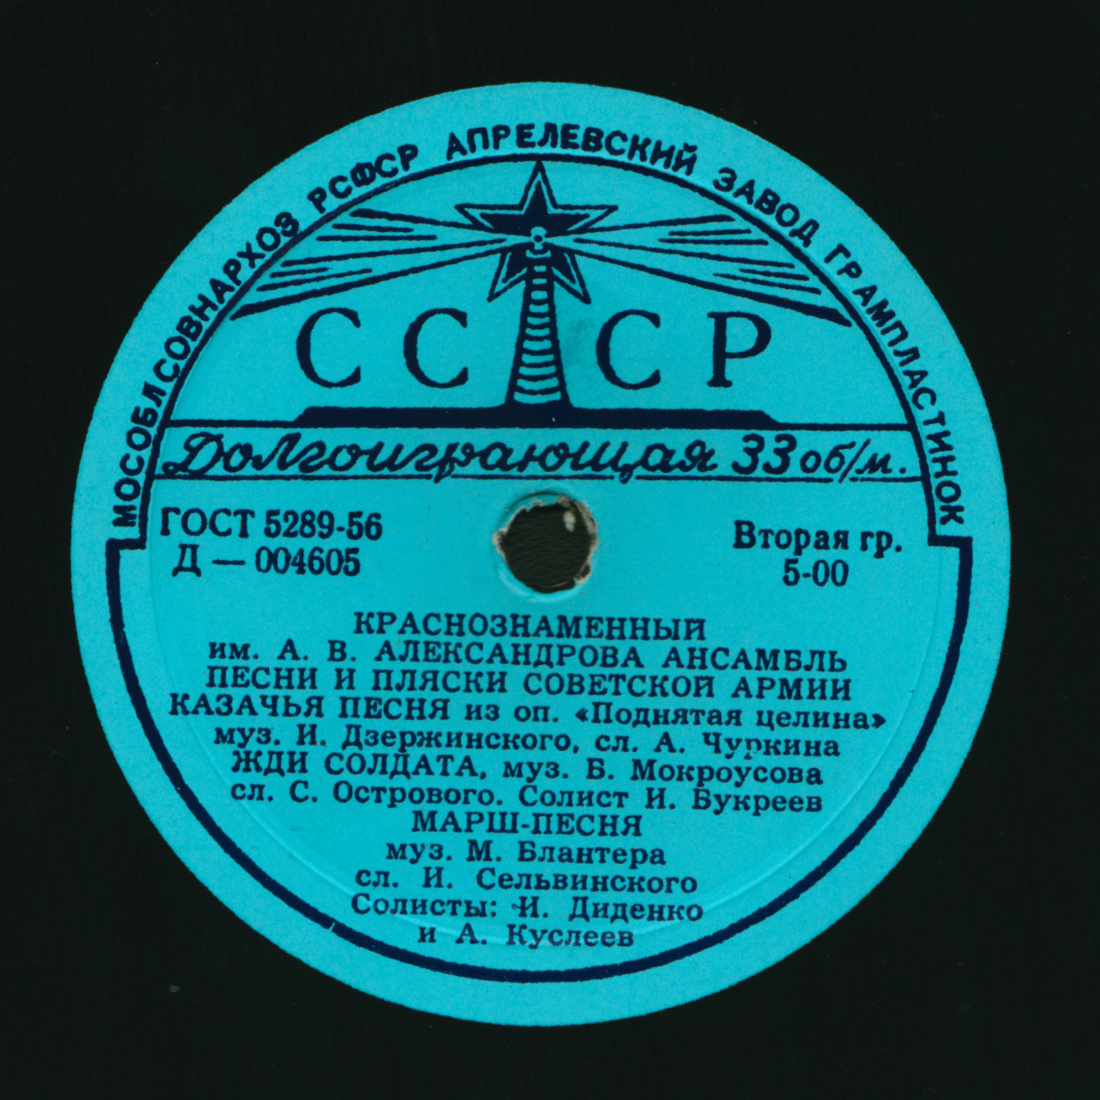 МОСОБЛСОВНАРХОЗ РСФСР АПРЕЛЕВСКИЙ ЗАВОД ГРАМПЛАСТИНОК
СССР
Долгоиграющая 33 об/м.
ГОСТ 5289-56
Д — 004605
Вторая гр.
5-00
КРАСНОЗНАМЕННЫЙ
им. А. В. АЛЕКСАНДРОВА АНСАМБЛЬ
ПЕСНИ И ПЛЯСКИ СОВЕТСКОЙ АРМИИ
КАЗАЧЬЯ ПЕСНЯ из оп. «Поднятая целина»
муз. И. Дзержинского, сл. А. Чуркина
ЖДИ СОЛДАТА, муз. Б. Мокроусова
сл. С. Острового. Солист И. Букреев
МАРШ-ПЕСНЯ
муз. М. Блантера
сл. И. Сельвинского
Солисты: И. Диденко
и А. Куслеев